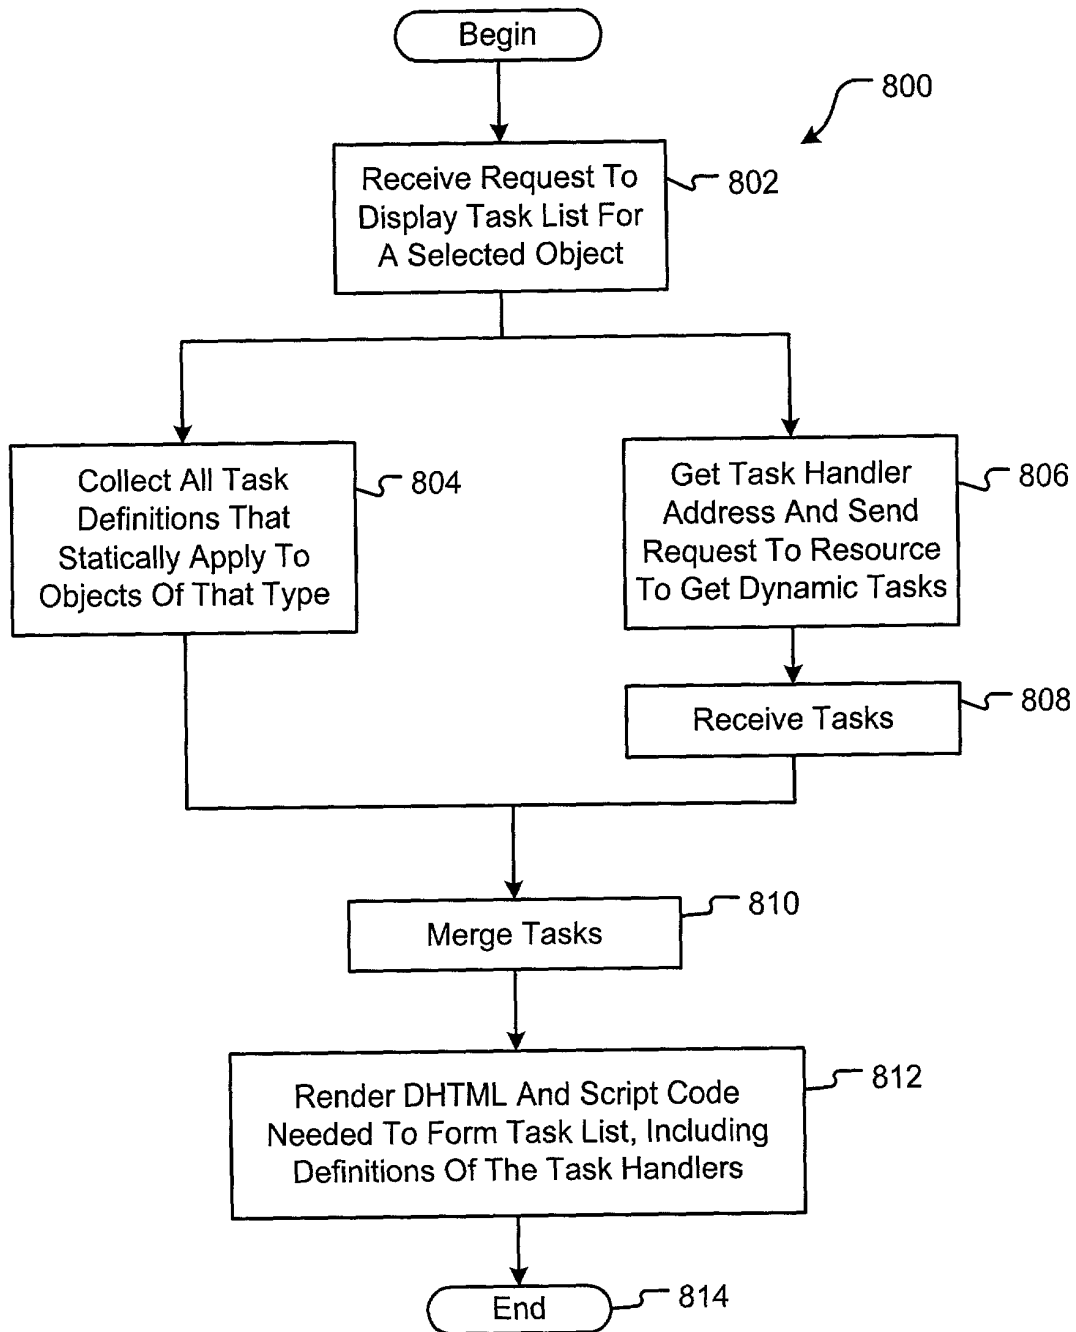 Begin
800
Receive Request To
Display Task List For
A Selected Object
802
Collect All Task
Definitions That
Statically Apply To
Objects Of That Type
804
Get Task Handler
Address And Send
Request To Resource
To Get Dynamic Tasks
806
Receive Tasks
808
Merge Tasks
810
Render DHTML And Script Code
Needed To Form Task List, Including
Definitions Of The Task Handlers
812
End
814